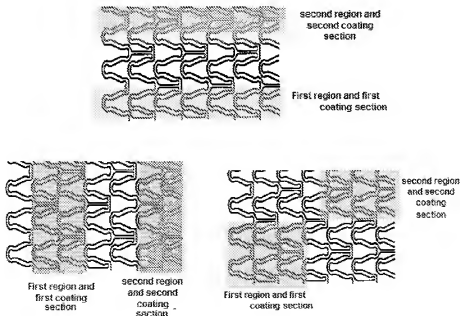 second region and
second coating
section
First region and first
coating section
second region
and second
coating
section
First region and
first coating
section
second region
and second
coating
section
First region and first
coating section